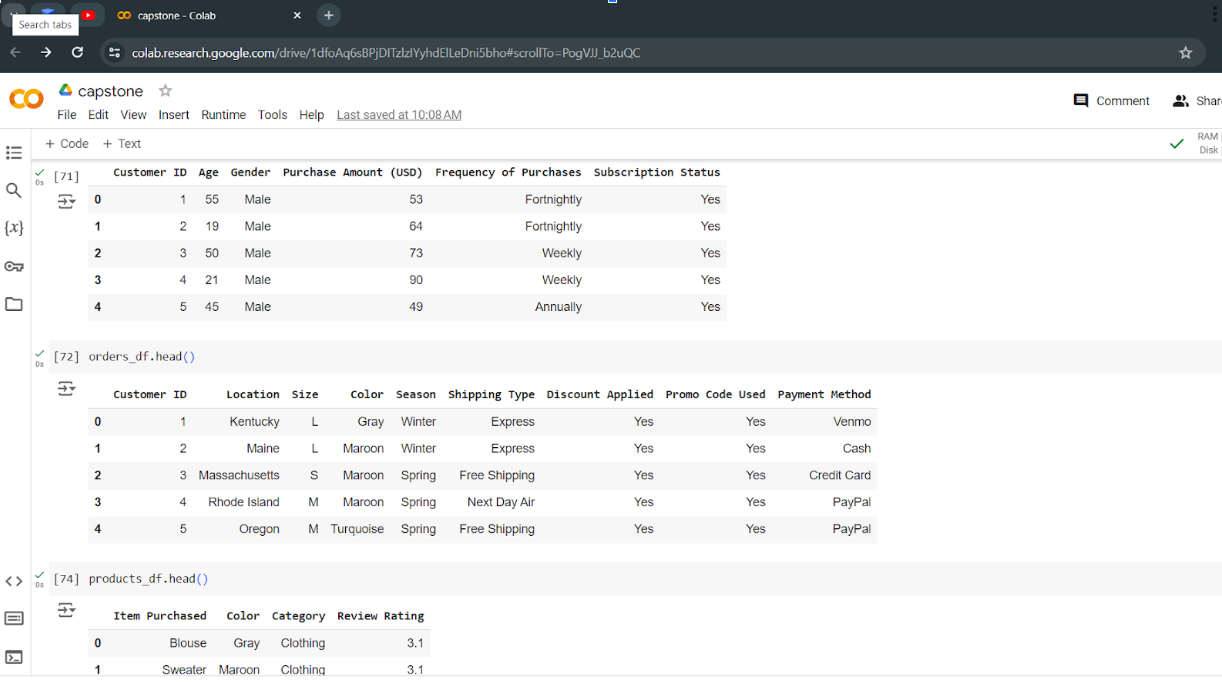 Search tabs
capstone - Colab
colab.research.google.com/drive/1dfoAq6sBPjDITzlzIYyhdEILeDni5bho#scrollTo=PogVJJ_b2uQC
capstone
Comment
File Edit View Insert Runtime Tools Help Last saved at 10:08 AM
+ Code + Text
RAM
Disk
[71] Customer ID Age Gender Purchase Amount (USD) Frequency of Purchases Subscription Status
0s
0 1 55 Male 53 Fortnightly Yes
1 2 19 Male 64 Fortnightly Yes
2 3 50 Male 73 Weekly Yes
3 4 21 Male 90 Weekly Yes
4 5 45 Male 49 Annually Yes
[72] orders_df.head()
0s
Customer ID Location Size Color Season Shipping Type Discount Applied Promo Code Used Payment Method
0 1 Kentucky L Gray Winter Express Yes Yes Venmo
1 2 Maine L Maroon Winter Express Yes Yes Cash
2 3 Massachusetts S Maroon Spring Free Shipping Yes Yes Credit Card
3 4 Rhode Island M Maroon Spring Next Day Air Yes Yes PayPal
4 5 Oregon M Turquoise Spring Free Shipping Yes Yes PayPal
[74] products_df.head()
0s
Item Purchased Color Category Review Rating
0 Blouse Gray Clothing 3.1
1 Sweater Maroon Clothing 3.1